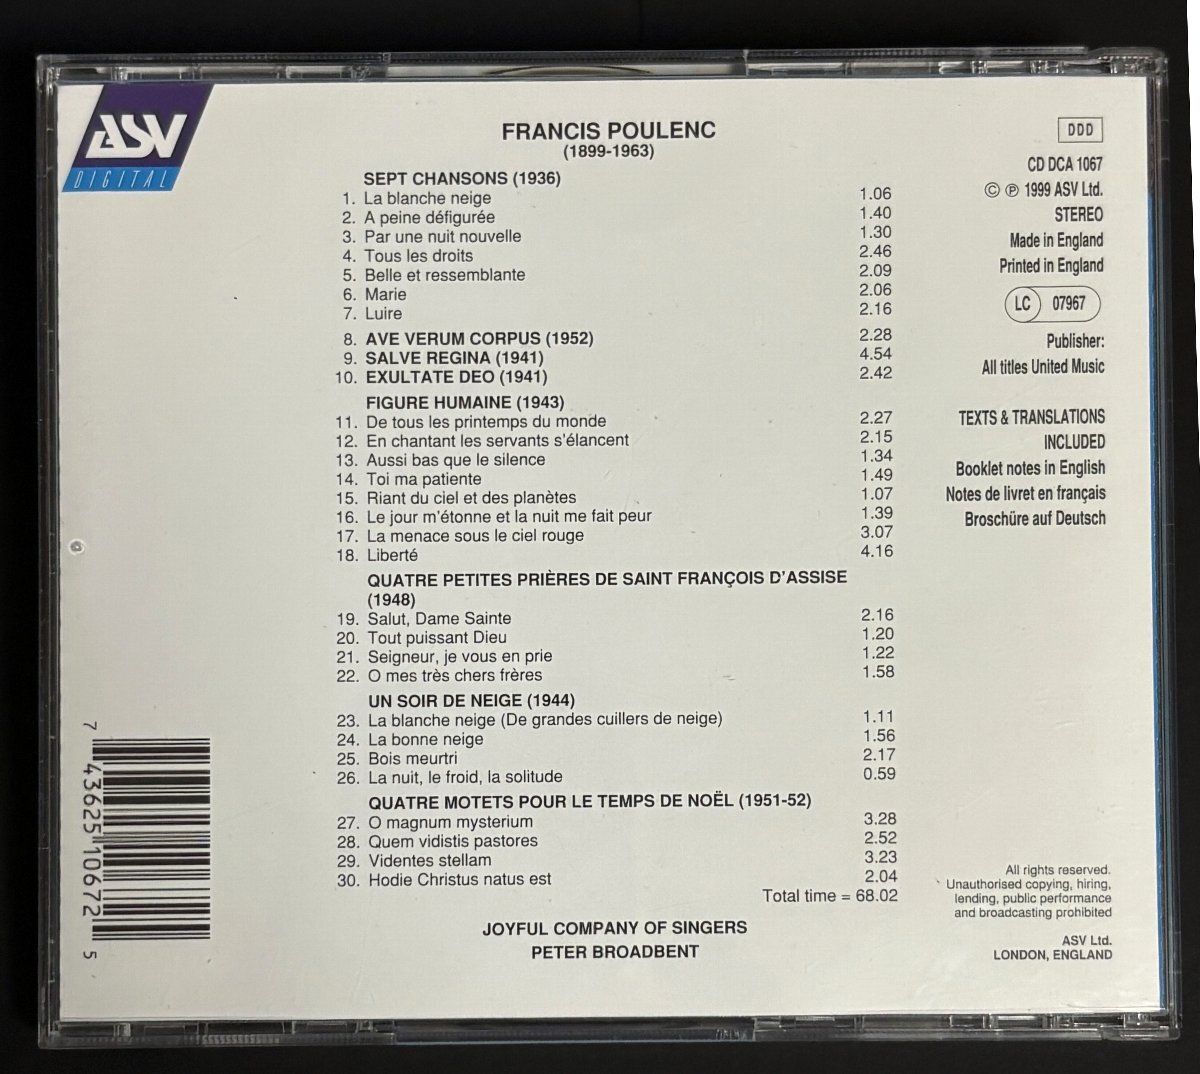 ASV
DIGITAL
FRANCIS POULENC
(1899-1963)
SEPT CHANSONS (1936)
1. La blanche neige 1.06
2. A peine défigurée 1.40
3. Par une nuit nouvelle 1.30
4. Tous les droits 2.46
5. Belle et ressemblante 2.09
6. Marie 2.06
7. Luire 2.16
8. AVE VERUM CORPUS (1952) 2.28
9. SALVE REGINA (1941) 4.54
10. EXULTATE DEO (1941) 2.42
FIGURE HUMAINE (1943)
11. De tous les printemps du monde 2.27
12. En chantant les servants s'élancent 2.15
13. Aussi bas que le silence 1.34
14. Toi ma patiente 1.49
15. Riant du ciel et des planètes 1.07
16. Le jour m'étonne et la nuit me fait peur 1.39
17. La menace sous le ciel rouge 3.07
18. Liberté 4.16
QUATRE PETITES PRIÈRES DE SAINT FRANÇOIS D'ASSISE
(1948)
19. Salut, Dame Sainte 2.16
20. Tout puissant Dieu 1.20
21. Seigneur, je vous en prie 1.22
22. O mes très chers frères 1.58
UN SOIR DE NEIGE (1944)
23. La blanche neige (De grandes cuillers de neige) 1.11
24. La bonne neige 1.56
25. Bois meurtri 2.17
26. La nuit, le froid, la solitude 0.59
QUATRE MOTETS POUR LE TEMPS DE NOËL (1951-52)
27. O magnum mysterium 3.28
28. Quem vidistis pastores 2.52
29. Videntes stellam 3.23
30. Hodie Christus natus est 2.04
Total time = 68.02
JOYFUL COMPANY OF SINGERS
PETER BROADBENT
DDD
CD DCA 1067
© ℗ 1999 ASV Ltd.
STEREO
Made in England
Printed in England
LC 07967
Publisher:
All titles United Music
TEXTS & TRANSLATIONS
INCLUDED
Booklet notes in English
Notes de livret en français
Broschüre auf Deutsch
All rights reserved.
Unauthorised copying, hiring,
lending, public performance
and broadcasting prohibited
ASV Ltd.
LONDON, ENGLAND
7 43625 10672 5